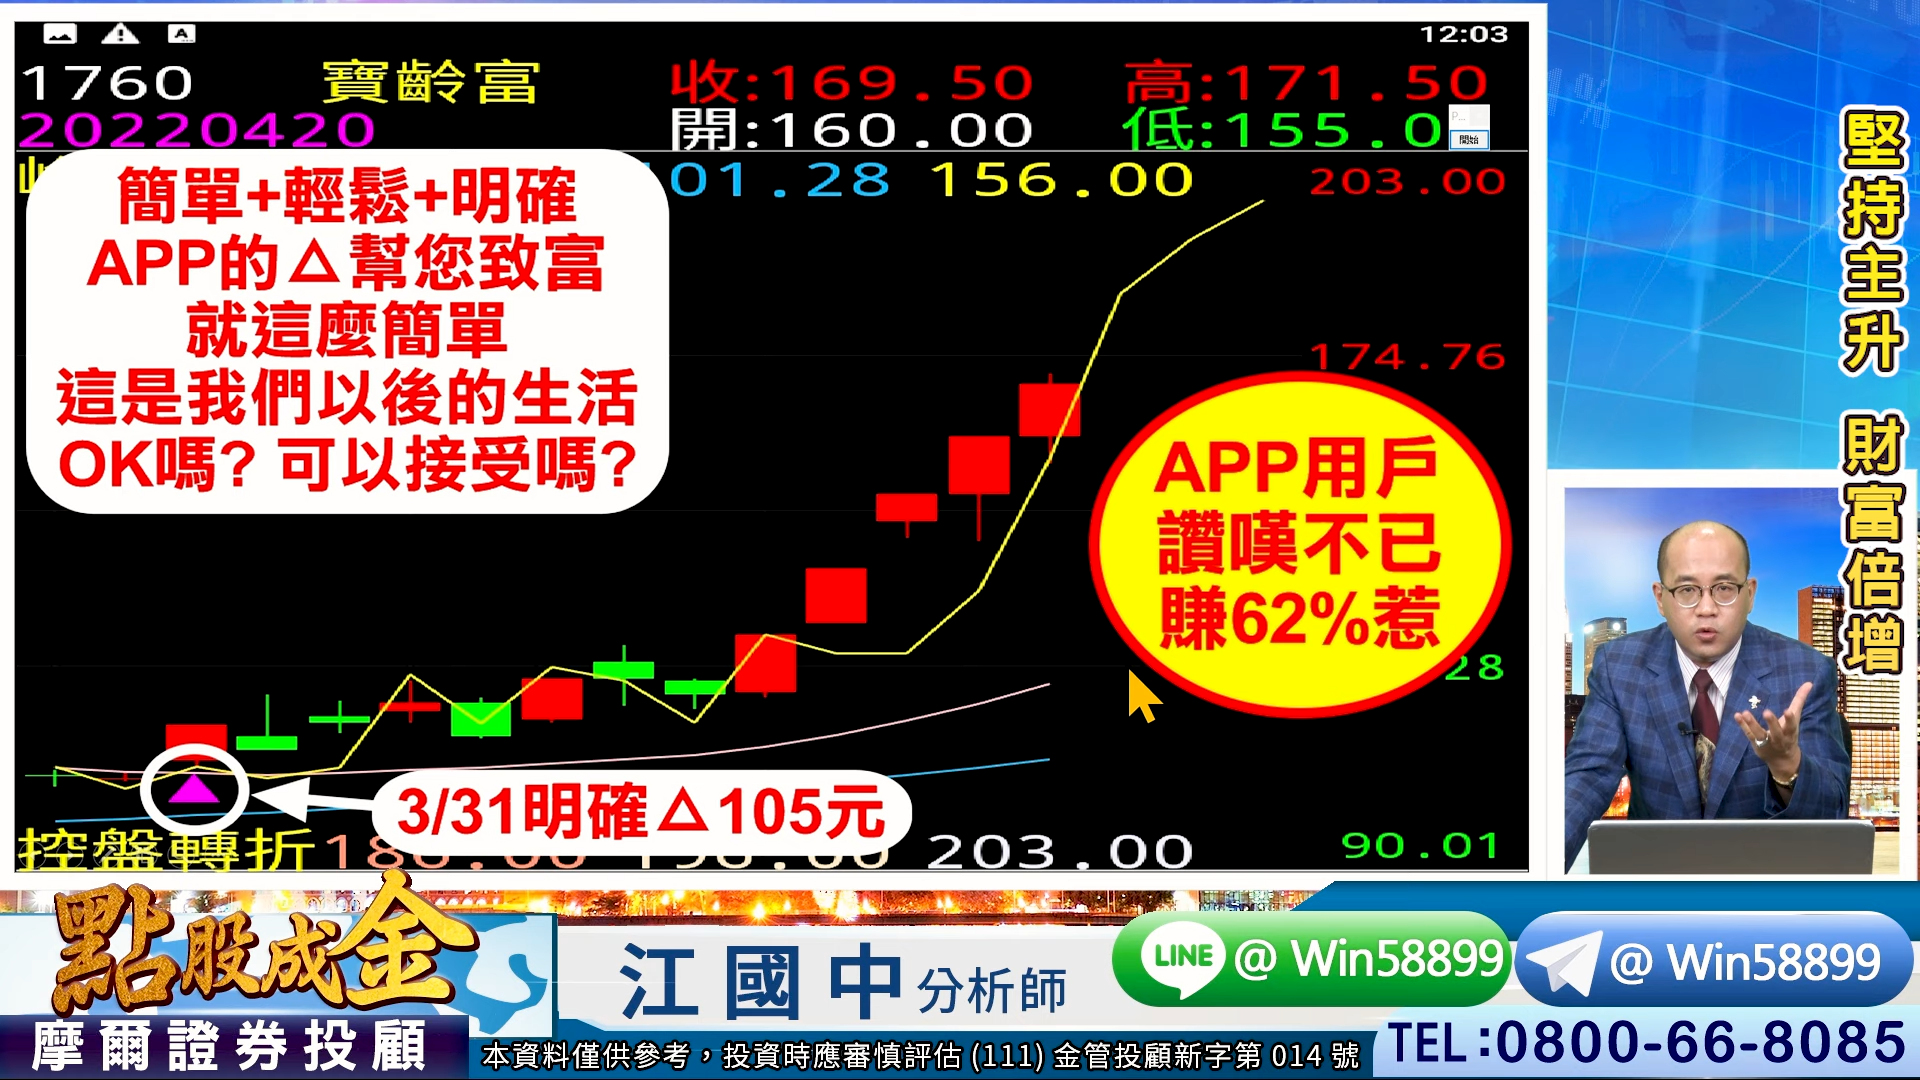 12:03
1760 寶齡富 收:169.50 高:171.50
20220420 開:160.00 低:155.0
開始
01.28 156.00 203.00
簡單+輕鬆+明確
APP的△幫您致富
就這麼簡單
這是我們以後的生活
OK嗎? 可以接受嗎?
174.76
APP用戶
讚嘆不已
賺62%惹
28
3/31明確△105元
控盤轉折 203.00
90.01
堅持主升 財富倍增
點股成金
摩爾證券投顧
江國中分析師
LINE @ Win58899
@ Win58899
本資料僅供參考，投資時應審慎評估 (111) 金管投顧新字第 014 號
TEL:0800-66-8085